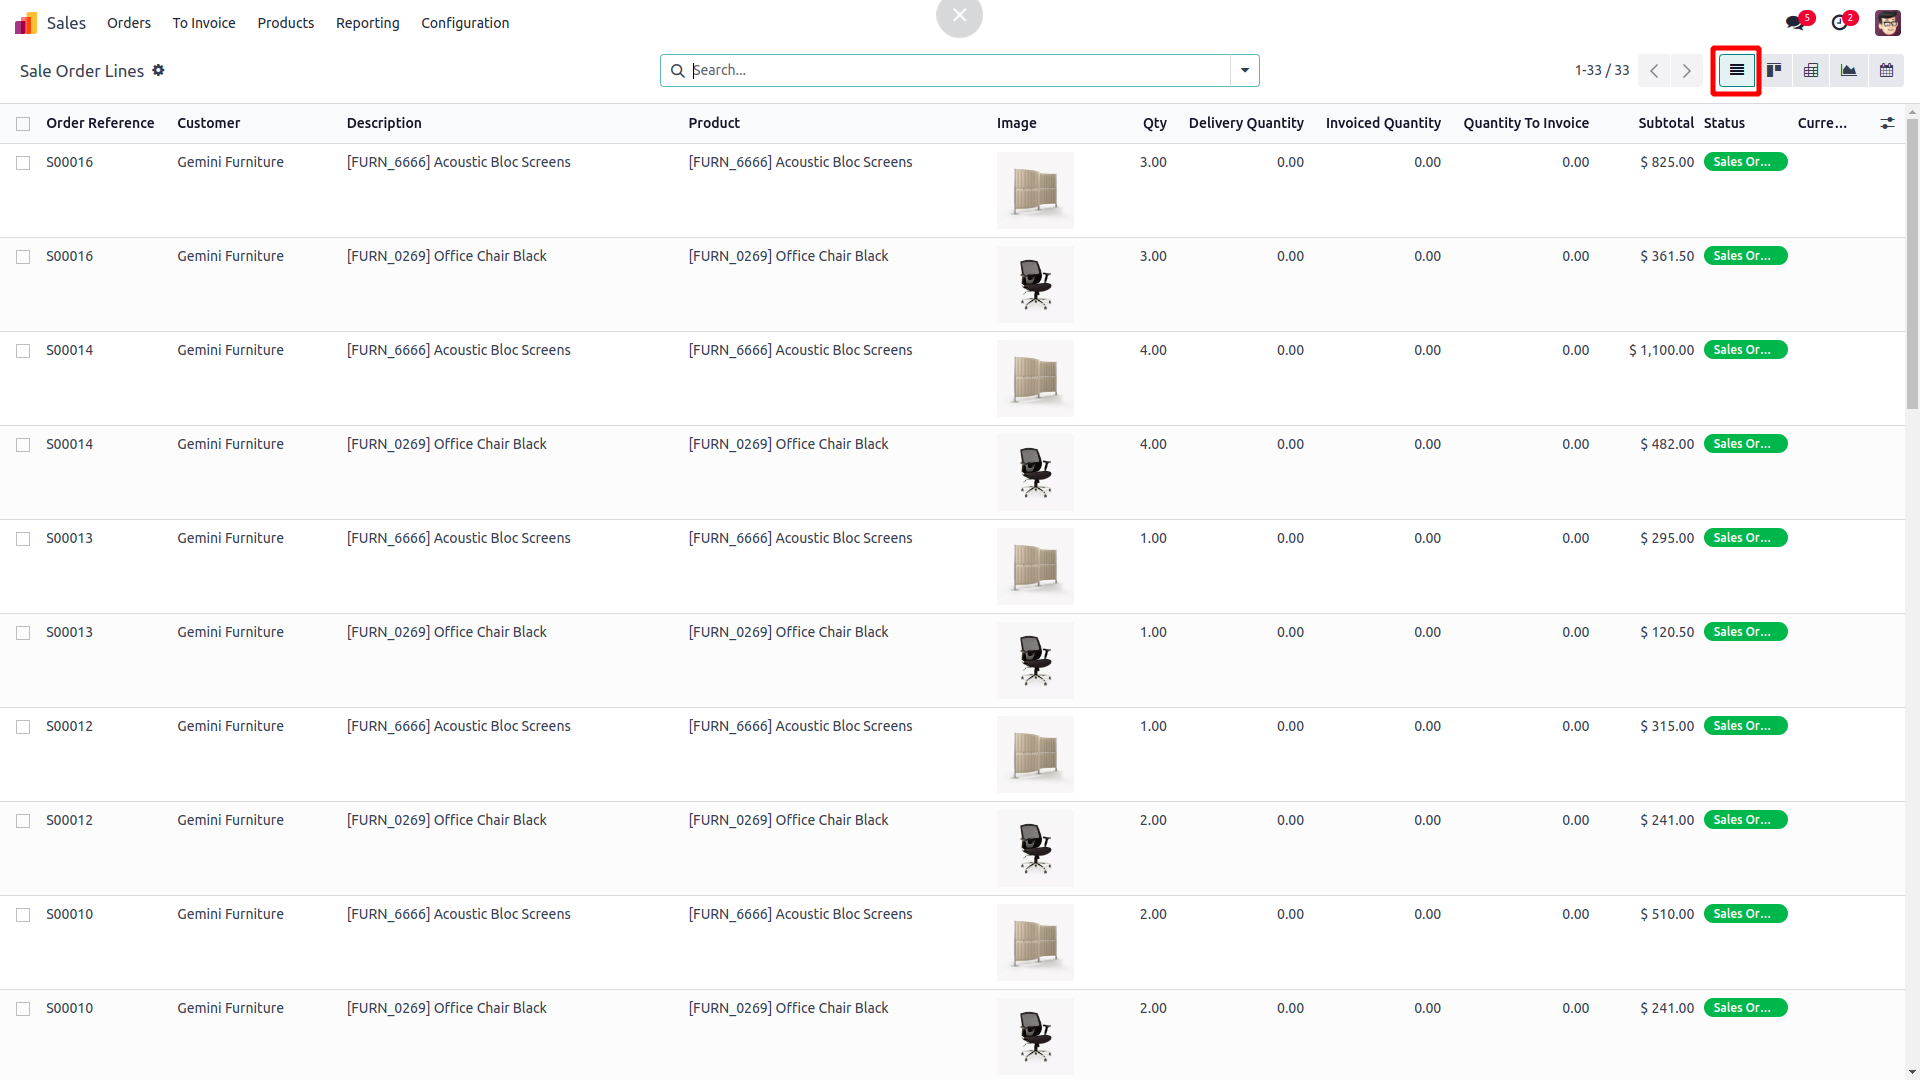 Sales Orders To Invoice Products Reporting Configuration 5 2
Sale Order Lines Search... 1-33 / 33
Order Reference Customer Description Product Image Qty Delivery Quantity Invoiced Quantity Quantity To Invoice Subtotal Status Curre...
S00016 Gemini Furniture [FURN_6666] Acoustic Bloc Screens [FURN_6666] Acoustic Bloc Screens 3.00 0.00 0.00 0.00 $ 825.00 Sales Or...
S00016 Gemini Furniture [FURN_0269] Office Chair Black [FURN_0269] Office Chair Black 3.00 0.00 0.00 0.00 $ 361.50 Sales Or...
S00014 Gemini Furniture [FURN_6666] Acoustic Bloc Screens [FURN_6666] Acoustic Bloc Screens 4.00 0.00 0.00 0.00 $ 1,100.00 Sales Or...
S00014 Gemini Furniture [FURN_0269] Office Chair Black [FURN_0269] Office Chair Black 4.00 0.00 0.00 0.00 $ 482.00 Sales Or...
S00013 Gemini Furniture [FURN_6666] Acoustic Bloc Screens [FURN_6666] Acoustic Bloc Screens 1.00 0.00 0.00 0.00 $ 295.00 Sales Or...
S00013 Gemini Furniture [FURN_0269] Office Chair Black [FURN_0269] Office Chair Black 1.00 0.00 0.00 0.00 $ 120.50 Sales Or...
S00012 Gemini Furniture [FURN_6666] Acoustic Bloc Screens [FURN_6666] Acoustic Bloc Screens 1.00 0.00 0.00 0.00 $ 315.00 Sales Or...
S00012 Gemini Furniture [FURN_0269] Office Chair Black [FURN_0269] Office Chair Black 2.00 0.00 0.00 0.00 $ 241.00 Sales Or...
S00010 Gemini Furniture [FURN_6666] Acoustic Bloc Screens [FURN_6666] Acoustic Bloc Screens 2.00 0.00 0.00 0.00 $ 510.00 Sales Or...
S00010 Gemini Furniture [FURN_0269] Office Chair Black [FURN_0269] Office Chair Black 2.00 0.00 0.00 0.00 $ 241.00 Sales Or...